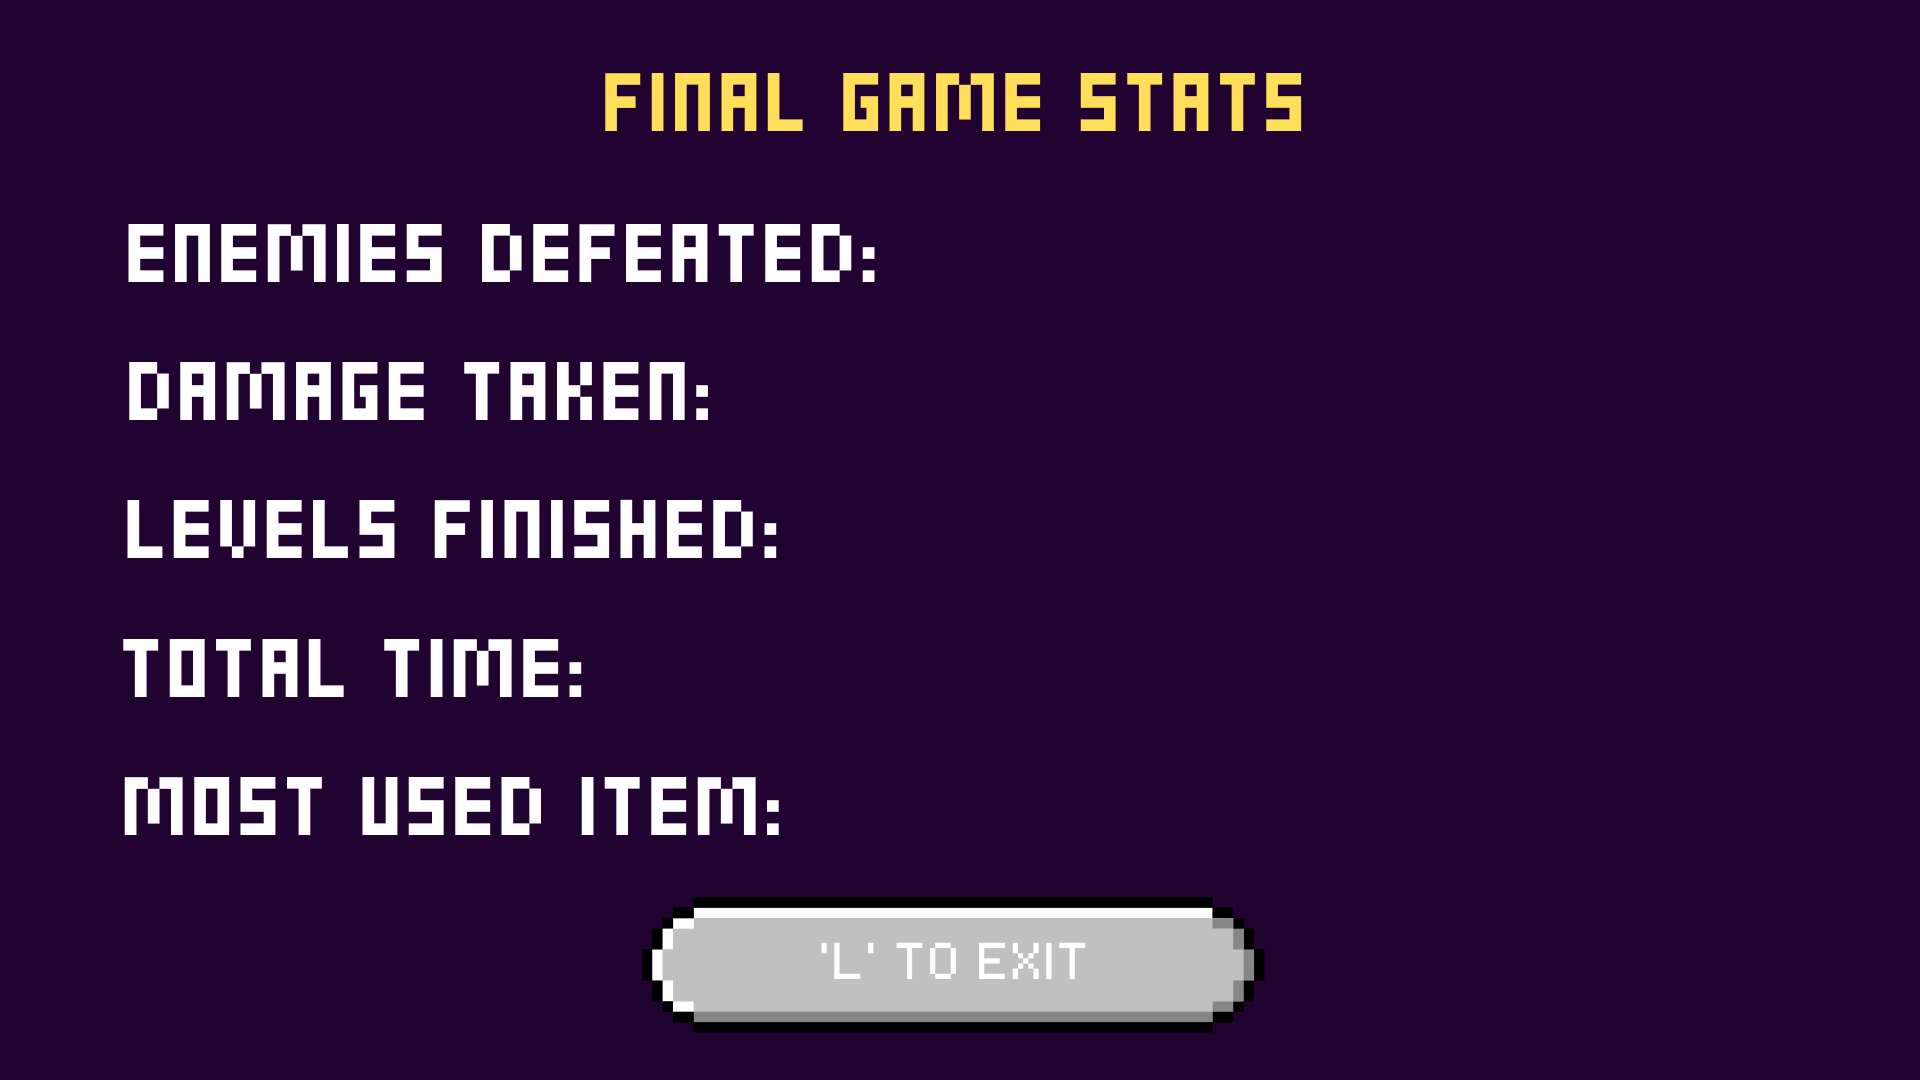 FINAL GAME STATS
ENEMIES DEFEATED:
DAMAGE TAKEN:
LEVELS FINISHED:
TOTAL TIME:
MOST USED ITEM:
'L' TO EXIT